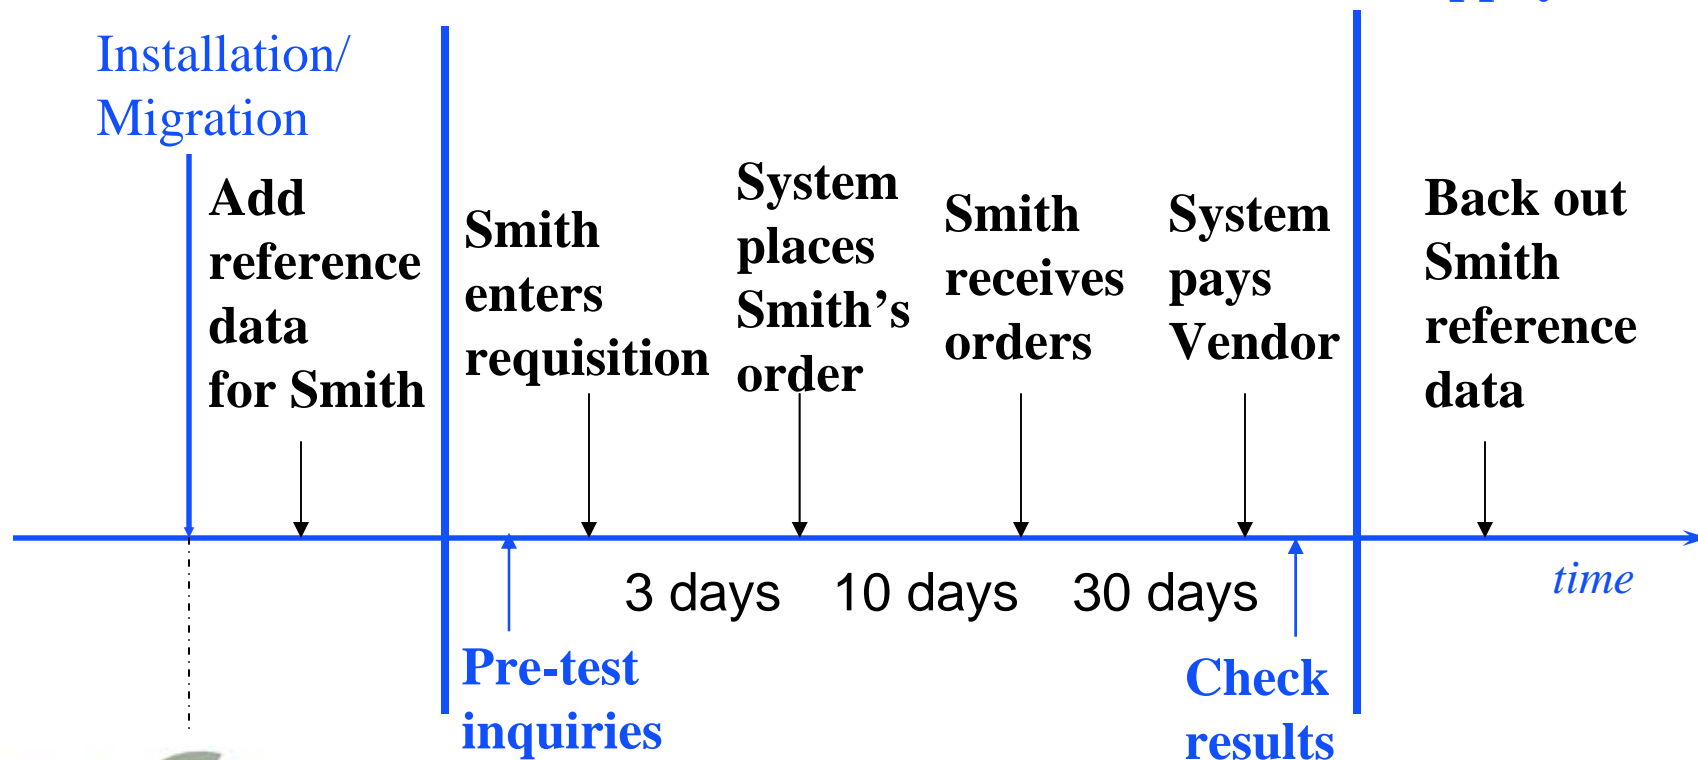 Installation/
Migration
Add
reference
data
for Smith
Smith
enters
requisition
System
places
Smith’s
order
Smith
receives
orders
System
pays
Vendor
Back out
Smith
reference
data
3 days
10 days
30 days
time
Pre-test
inquiries
Check
results